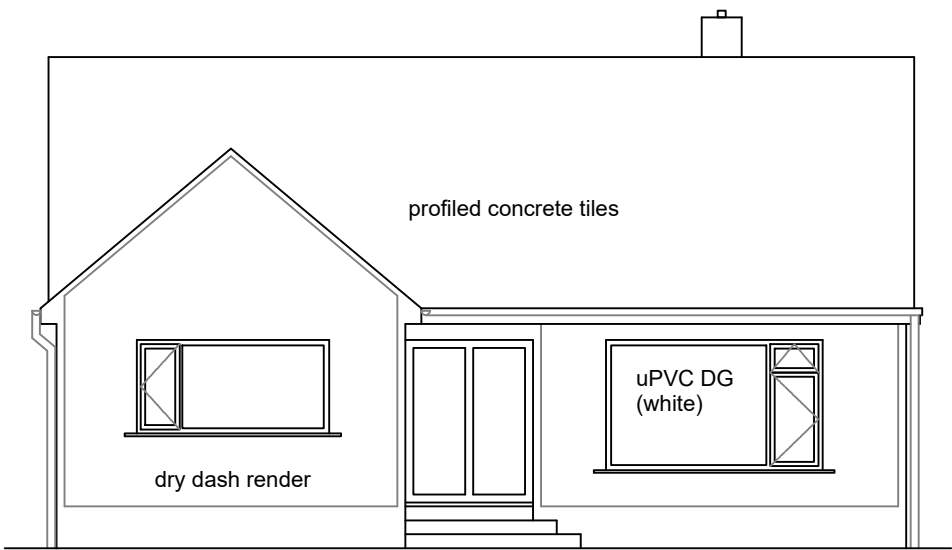 profiled concrete tiles
uPVC DG
(white)
dry dash render